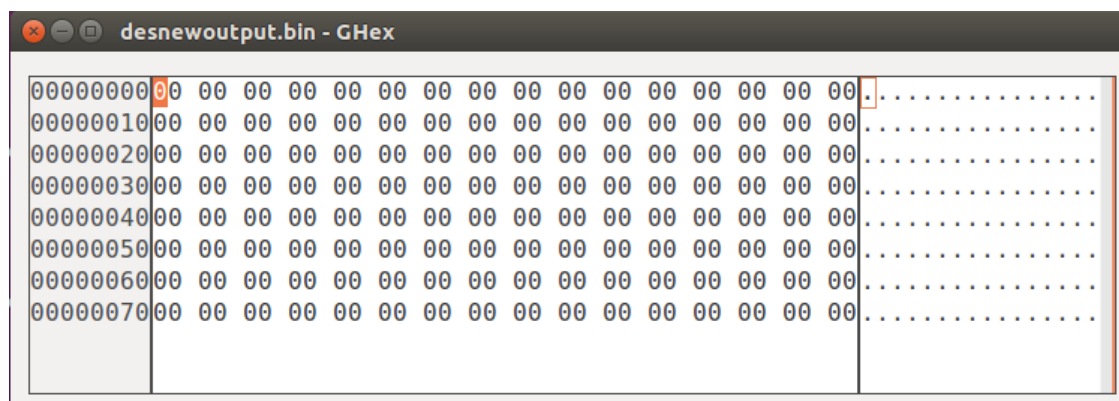 desnewoutput.bin - GHex
00000000 00 00 00 00 00 00 00 00 00 00 00 00 00 00 00 00 ................
00000010 00 00 00 00 00 00 00 00 00 00 00 00 00 00 00 00 ................
00000020 00 00 00 00 00 00 00 00 00 00 00 00 00 00 00 00 ................
00000030 00 00 00 00 00 00 00 00 00 00 00 00 00 00 00 00 ................
00000040 00 00 00 00 00 00 00 00 00 00 00 00 00 00 00 00 ................
00000050 00 00 00 00 00 00 00 00 00 00 00 00 00 00 00 00 ................
00000060 00 00 00 00 00 00 00 00 00 00 00 00 00 00 00 00 ................
00000070 00 00 00 00 00 00 00 00 00 00 00 00 00 00 00 00 ................